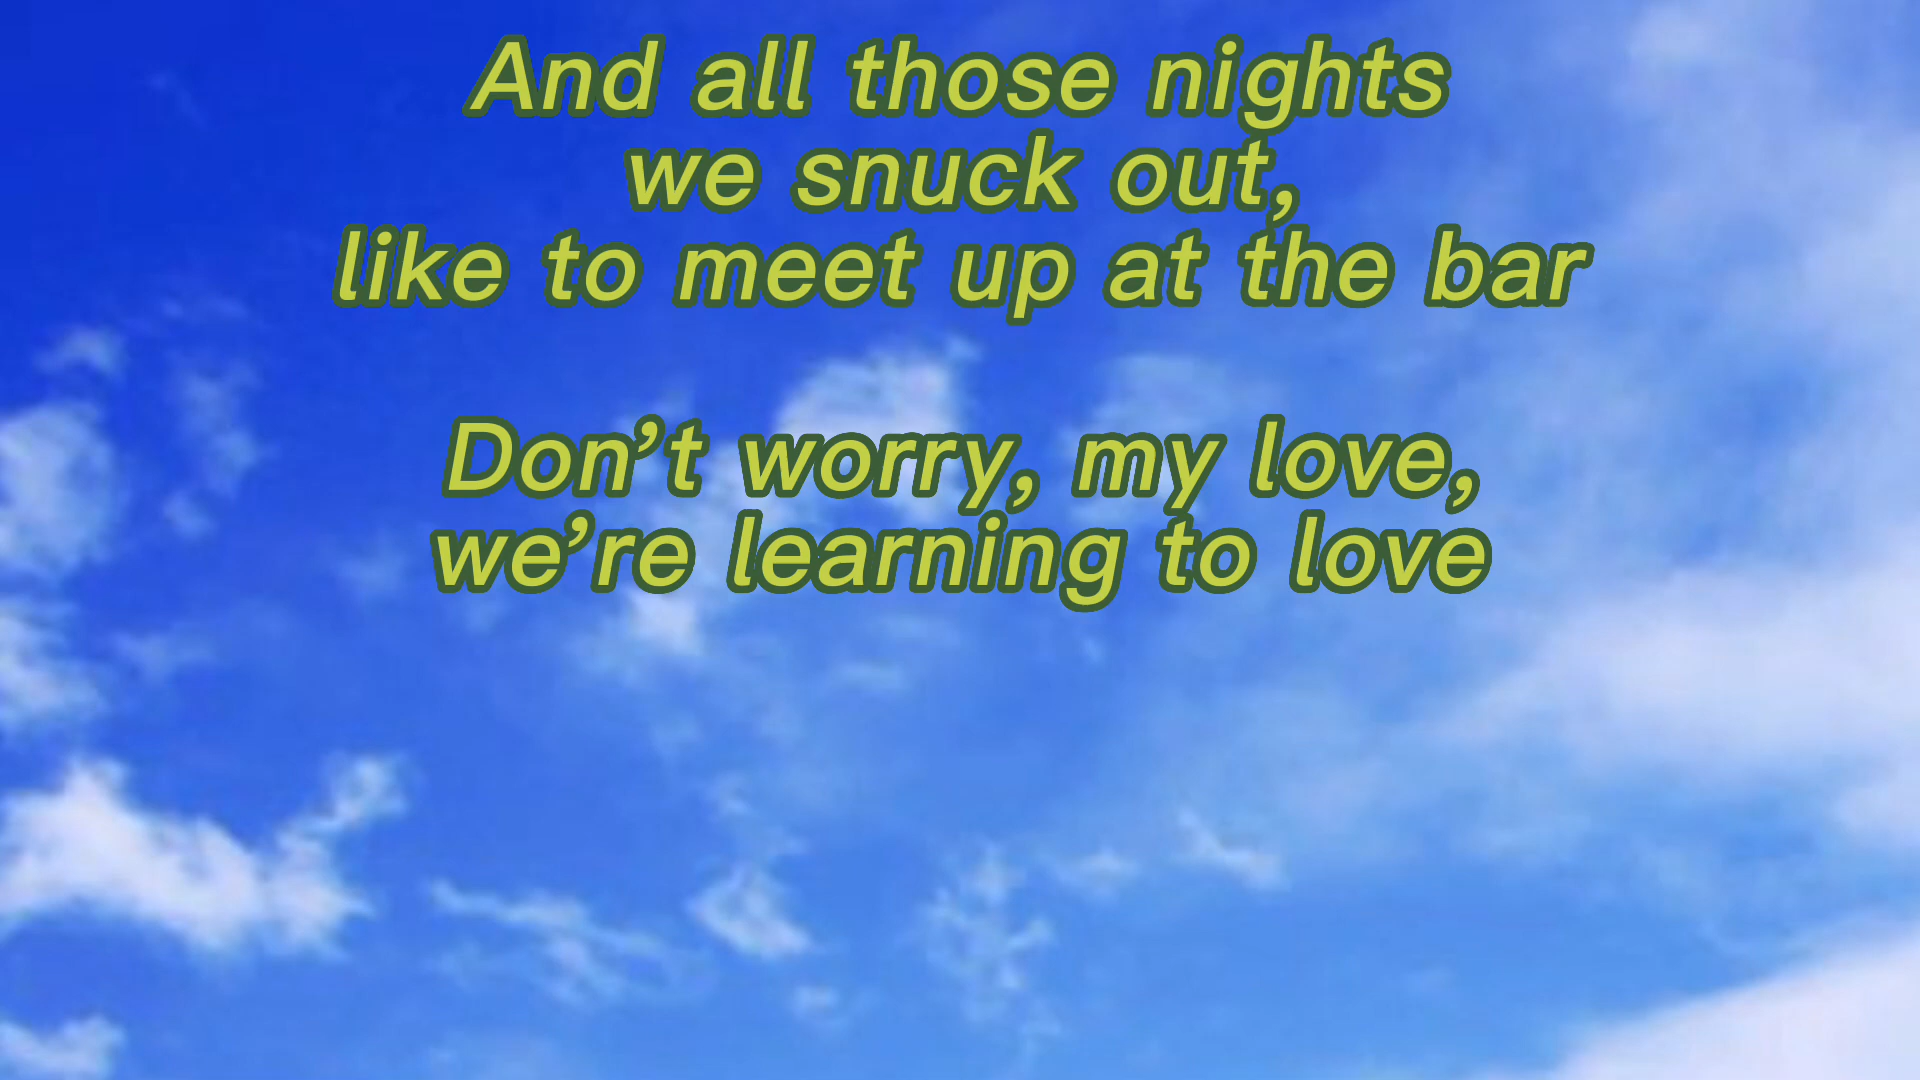 And all those nights
we snuck out,
like to meet up at the bar
Don’t worry, my love,
we’re learning to love